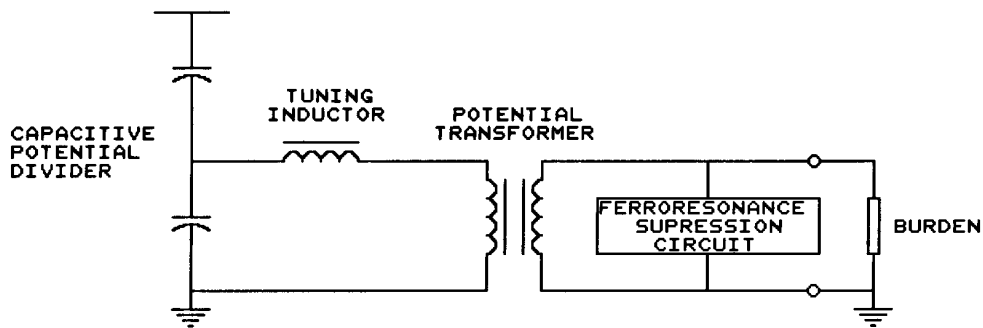 TUNING
INDUCTOR
POTENTIAL
TRANSFORMER
CAPACITIVE
POTENTIAL
DIVIDER
FERRORESONANCE
SUPRESSION
CIRCUIT
BURDEN